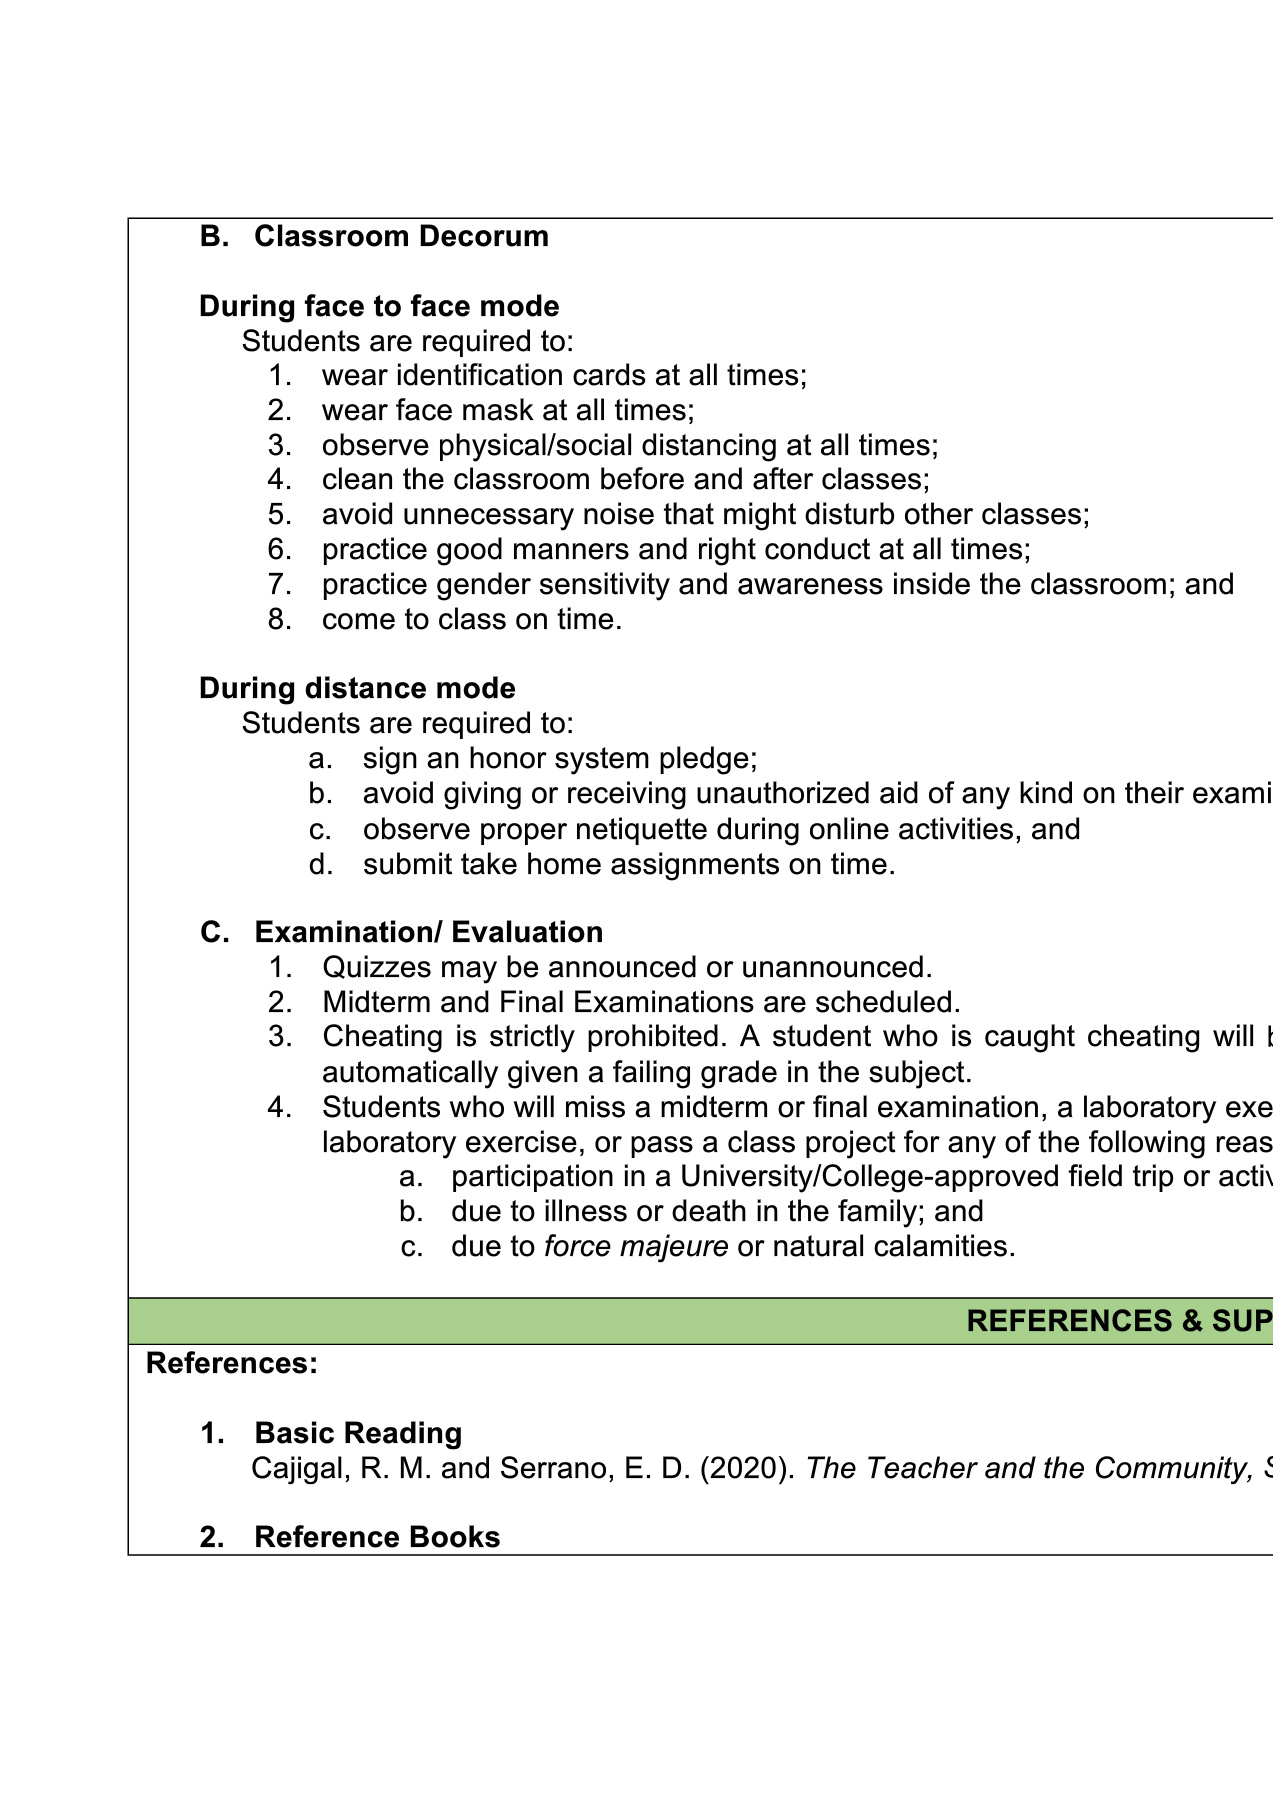 B. Classroom Decorum
During face to face mode
Students are required to:
1. wear identification cards at all times;
2. wear face mask at all times;
3. observe physical/social distancing at all times;
4. clean the classroom before and after classes;
5. avoid unnecessary noise that might disturb other classes;
6. practice good manners and right conduct at all times;
7. practice gender sensitivity and awareness inside the classroom; and
8. come to class on time.
During distance mode
Students are required to:
a. sign an honor system pledge;
b. avoid giving or receiving unauthorized aid of any kind on their exami
c. observe proper netiquette during online activities, and
d. submit take home assignments on time.
C. Examination/ Evaluation
1. Quizzes may be announced or unannounced.
2. Midterm and Final Examinations are scheduled.
3. Cheating is strictly prohibited. A student who is caught cheating will
automatically given a failing grade in the subject.
4. Students who will miss a midterm or final examination, a laboratory exe
laboratory exercise, or pass a class project for any of the following reas
a. participation in a University/College-approved field trip or activ
b. due to illness or death in the family; and
c. due to force majeure or natural calamities.
REFERENCES & SUP
References:
1. Basic Reading
Cajigal, R. M. and Serrano, E. D. (2020). The Teacher and the Community,
2. Reference Books